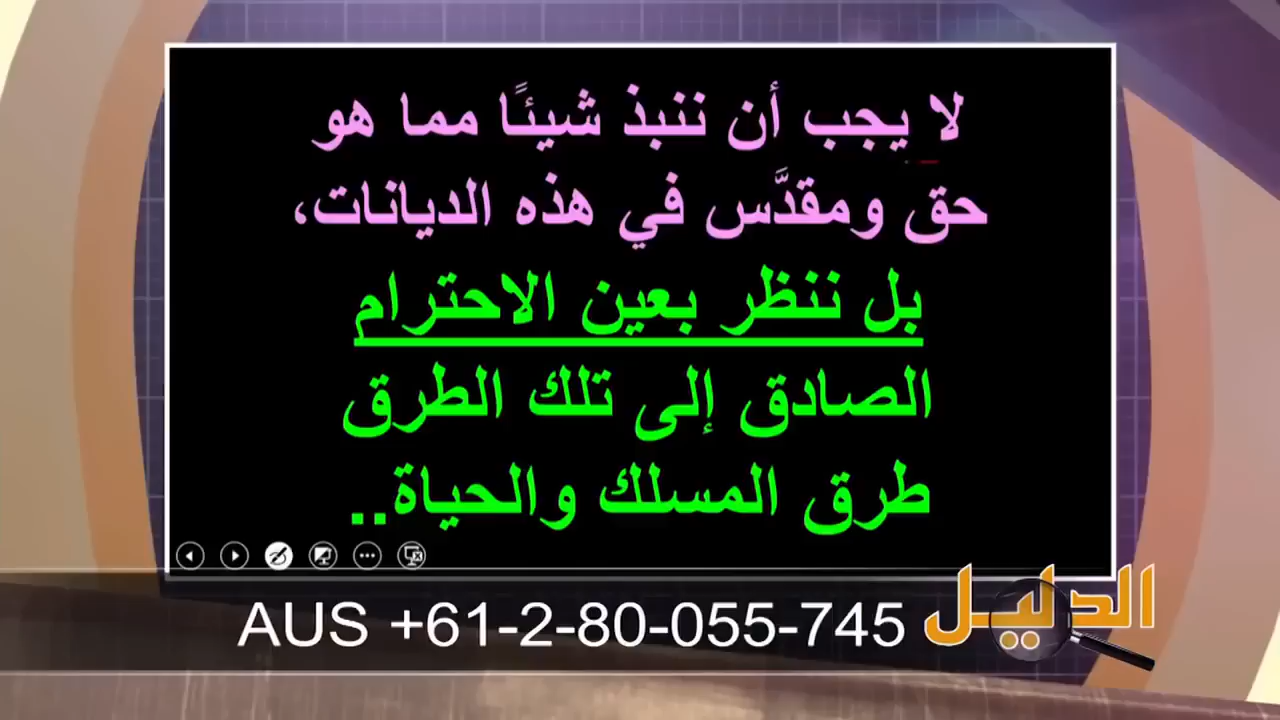 لا يجب أن ننبذ شيئًا مما هو
حق ومقدَّس في هذه الديانات،
بل ننظر بعين الاحترام
الصادق إلى تلك الطرق
طرق المسلك والحياة..
AUS +61-2-80-055-745
الدليل